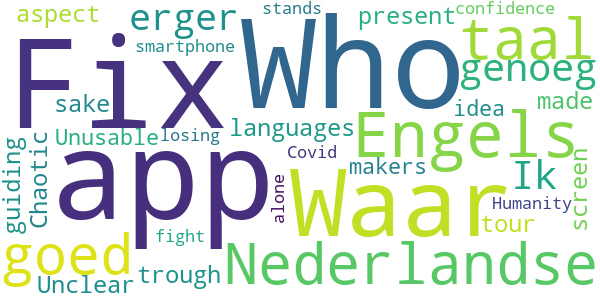 aspect erger stands present confidence
Fix Who smartphone taal
sake genoeg
app Unusable losing languages idea made
guiding Chaotic Covid Engels makers Ik screen
Waar alone Humanity
goed fight tour
Unclear trough Nederlandse